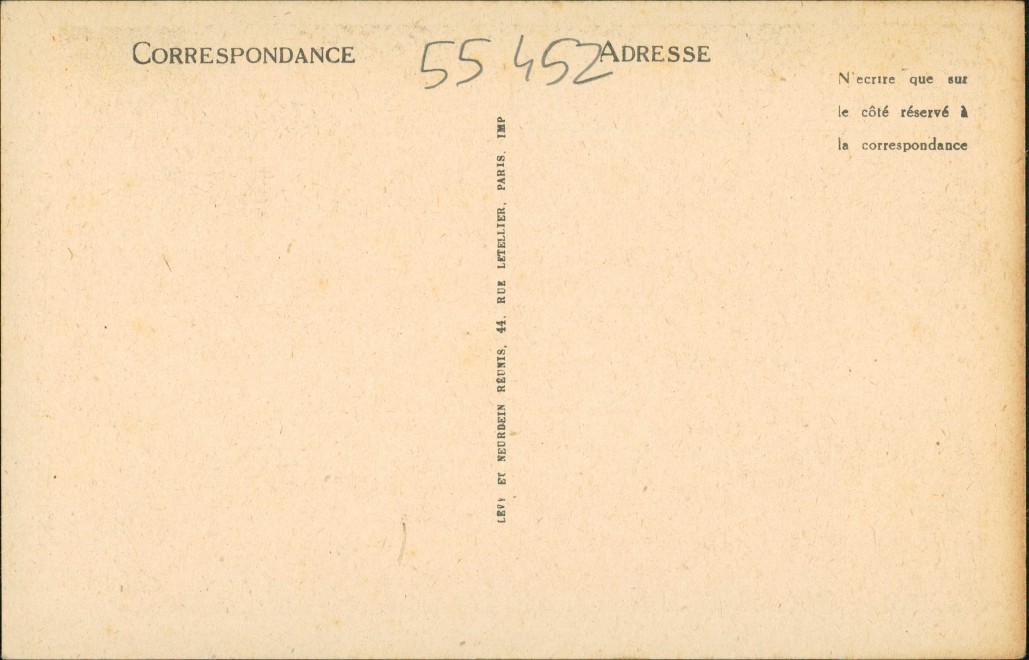 CORRESPONDANCE
55 452
ADRESSE
N'ecrire que sur
le côté réservé à
la correspondance
LÉVY ET NEURDEIN RÉUNIS, 44, RUE LETELLIER, PARIS. IMP